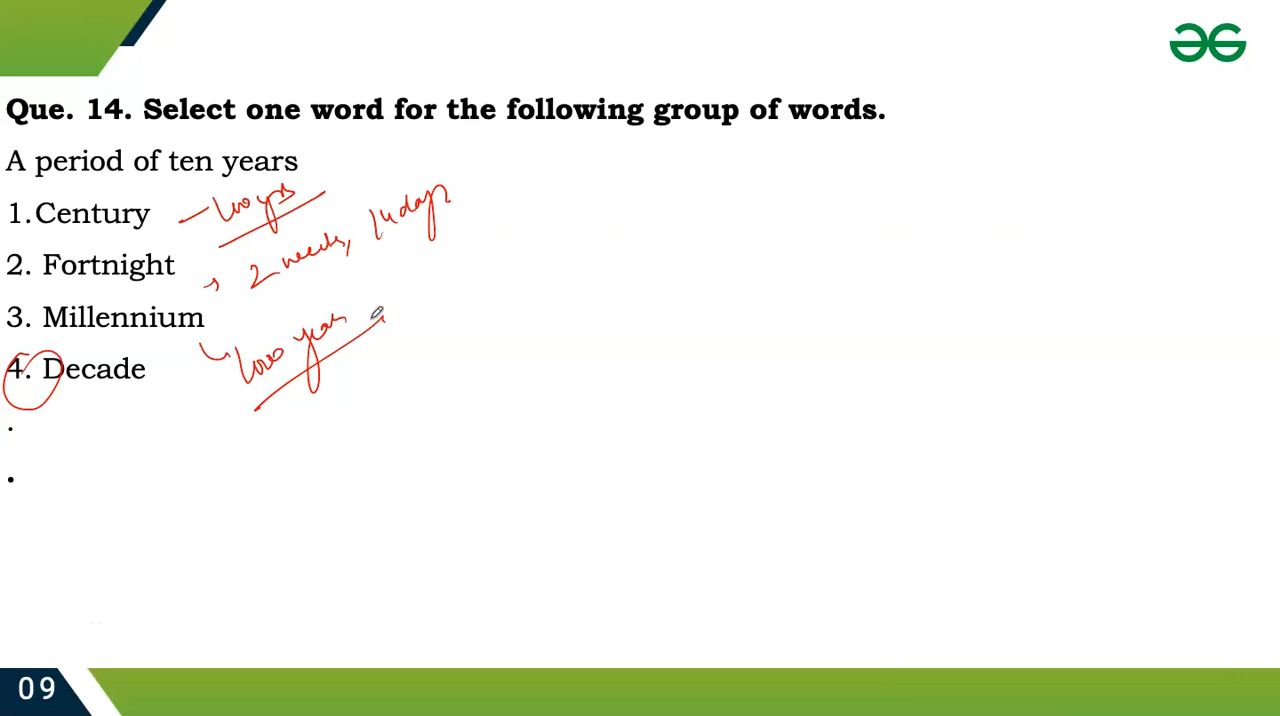 Que. 14. Select one word for the following group of words.
A period of ten years
1.Century - 100 yrs
2. Fortnight 2 weeks, 14 days
3. Millennium
1000 years
4. Decade
.
.
09